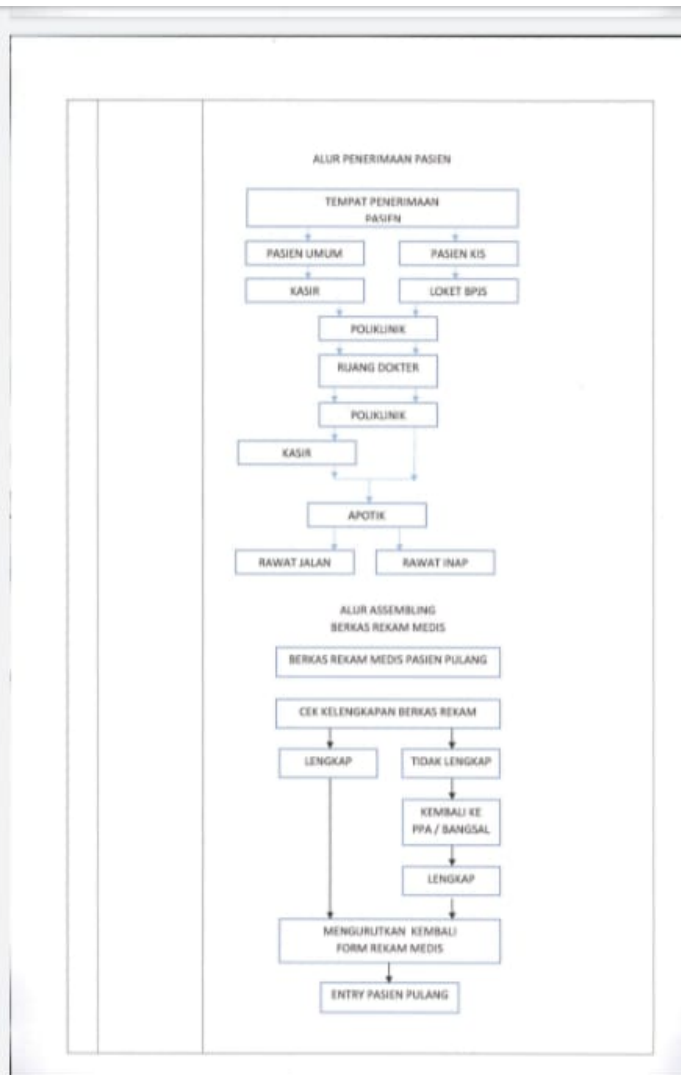 ALUR PENERIMAAN PASIEN
TEMPAT PENERIMAAN
PASIEN
PASIEN UMUM
PASIEN KIS
KASIR
LOKET BPJS
POLIKLINIK
RUANG DOKTER
POLIKLINIK
KASIR
APOTIK
RAWAT JALAN
RAWAT INAP
ALUR ASSEMBLING
BERKAS REKAM MEDIS
BERKAS REKAM MEDIS PASIEN PULANG
CEK KELENGKAPAN BERKAS REKAM
LENGKAP
TIDAK LENGKAP
KEMBALI KE
PPA / BANGSAL
LENGKAP
MENGURUTKAN KEMBALI
FORM REKAM MEDIS
ENTRY PASIEN PULANG